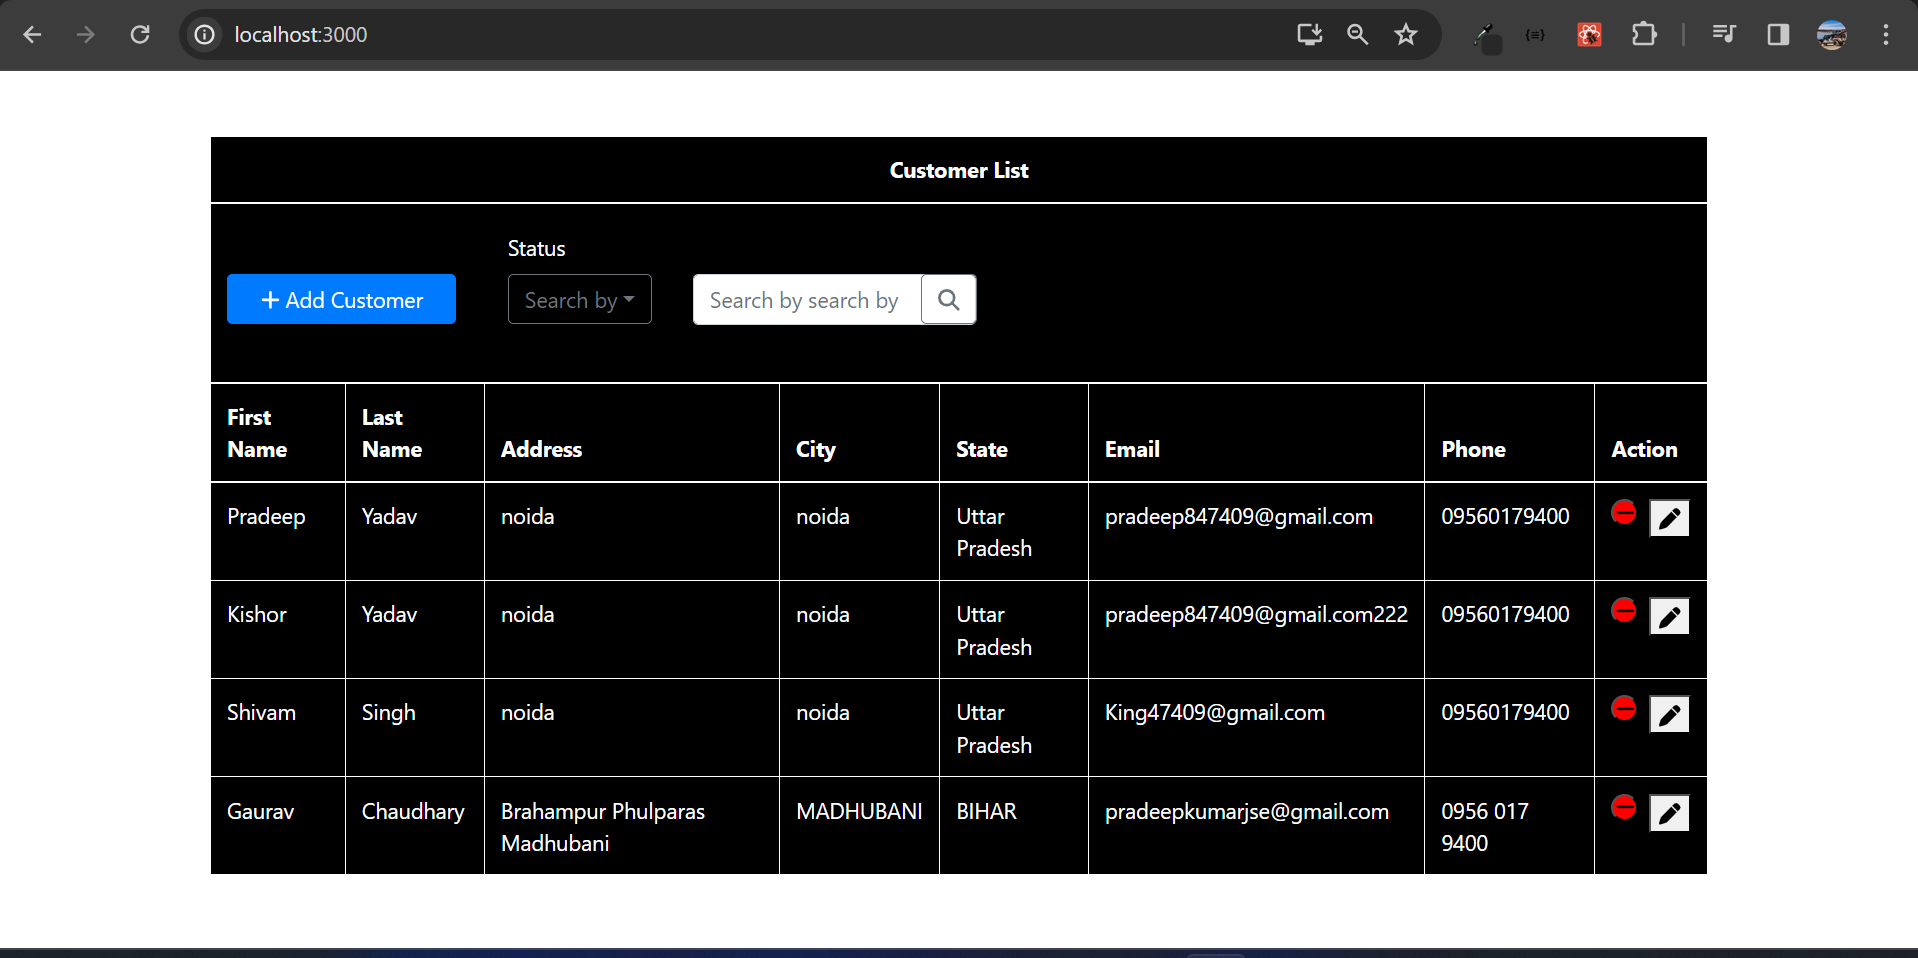 localhost:3000
Customer List
Status
Add Customer
Search by
Search by search by
First Name
Last Name
Address
City
State
Email
Phone
Action
Pradeep
Yadav
noida
noida
Uttar
Pradesh
pradeep847409@gmail.com
09560179400
Kishor
Yadav
noida
noida
Uttar
Pradesh
pradeep847409@gmail.com222
09560179400
Shivam
Singh
noida
noida
Uttar
Pradesh
King47409@gmail.com
09560179400
Gaurav
Chaudhary
Brahampur Phulparas
Madhubani
MADHUBANI
BIHAR
pradeepkumarjse@gmail.com
0956 017
9400